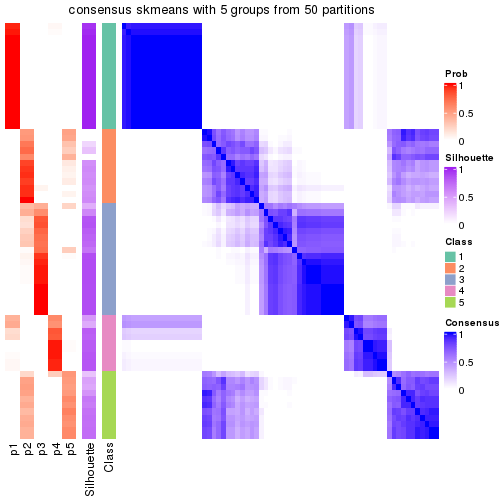 consensus skmeans with 5 groups from 50 partitions
Prob
1
0.5
0
Silhouette
1
0.5
0
Class
1
2
3
4
5
Consensus
1
0.5
0
p1
p2
p3
p4
p5
Silhouette
Class